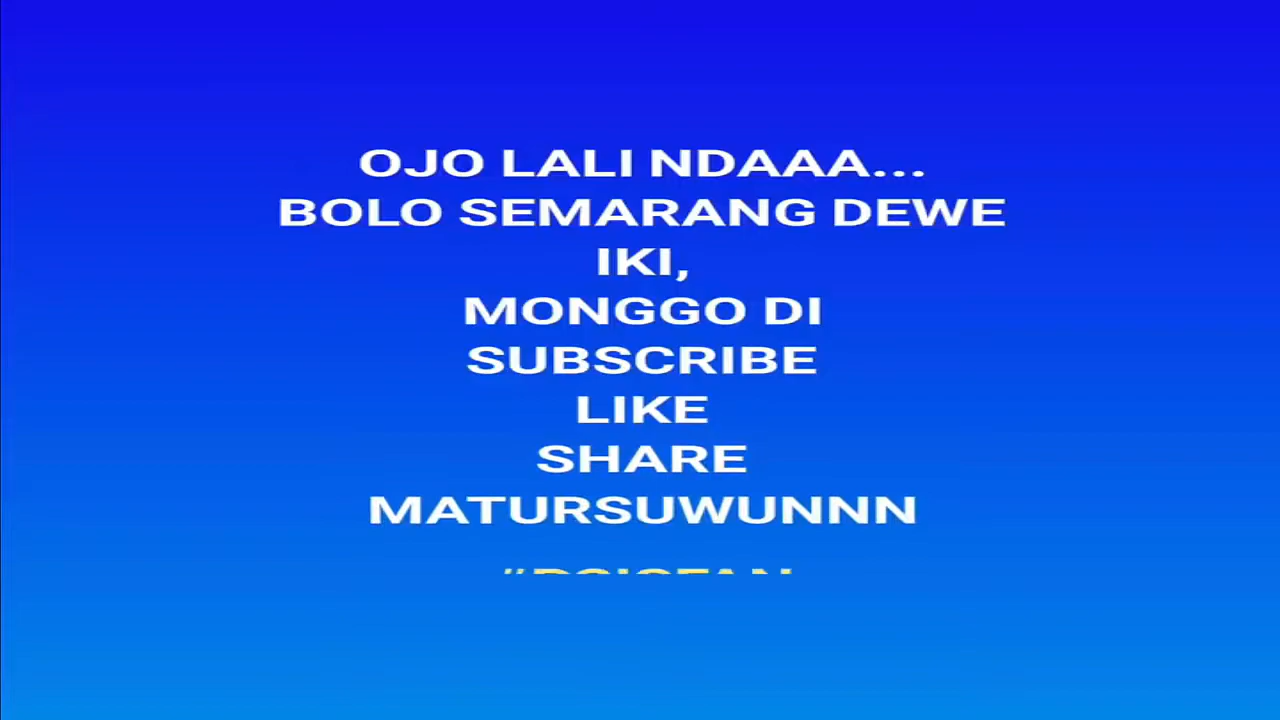 OJO LALI NDAAA...
BOLO SEMARANG DEWE
IKI,
MONGGO DI
SUBSCRIBE
LIKE
SHARE
MATURSUWUNNN